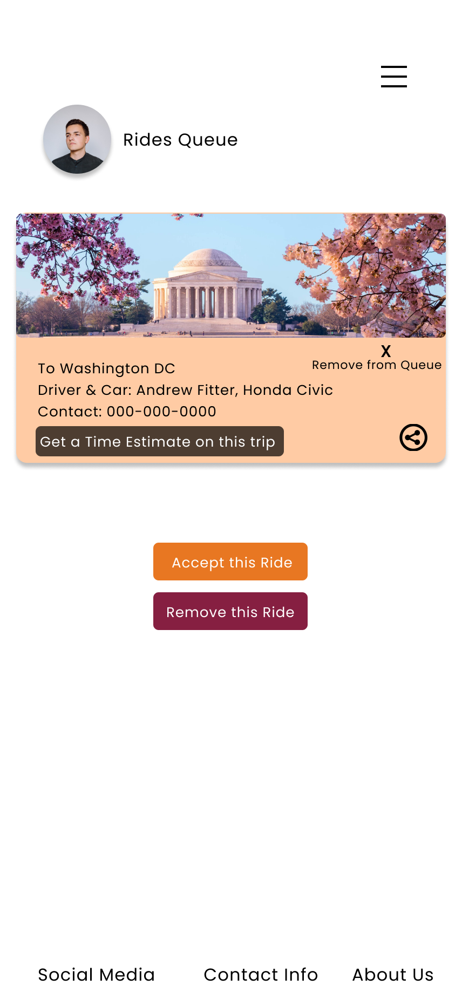 Rides Queue
X
Remove from Queue
To Washington DC
Driver & Car: Andrew Fitter, Honda Civic
Contact: 000-000-0000
Get a Time Estimate on this trip
Accept this Ride
Remove this Ride
Social Media
Contact Info
About Us